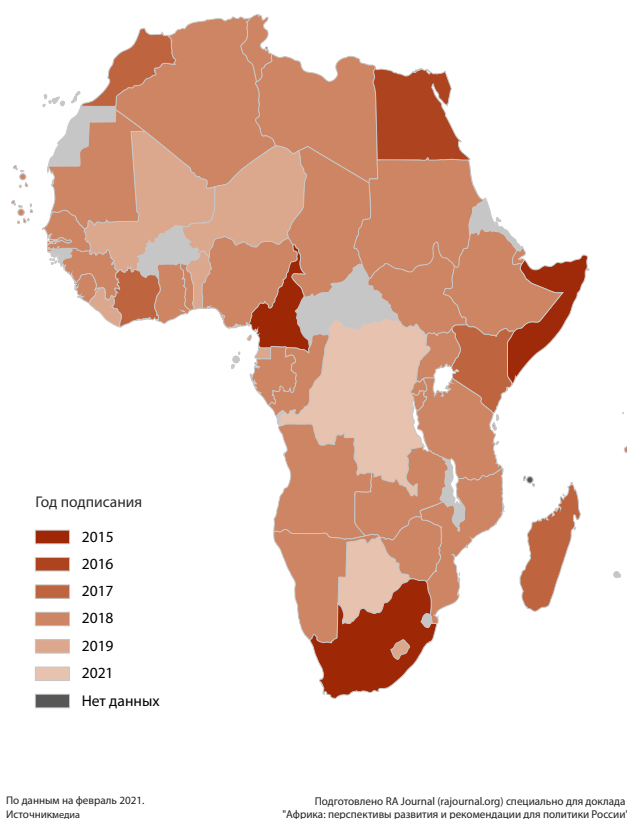 Год подписания
2015
2016
2017
2018
2019
2021
Нет данных
По данным на февраль 2021.
Источникмедиа
Подготовлено RA Journal (rajournal.org) специально для доклада
"Африка: перспективы развития и рекомендации для политики России"